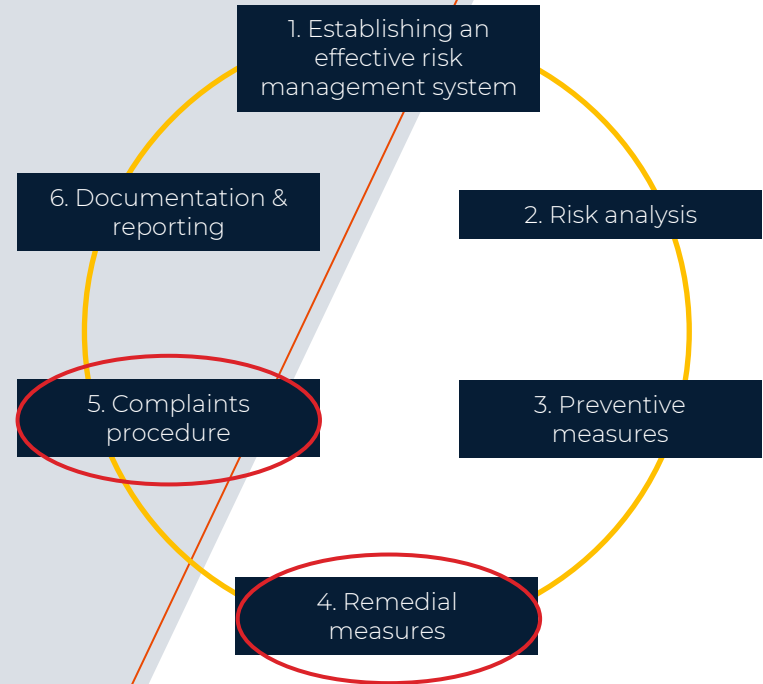 1. Establishing an
effective risk
management system
2. Risk analysis
3. Preventive
measures
4. Remedial
measures
5. Complaints
procedure
6. Documentation &
reporting